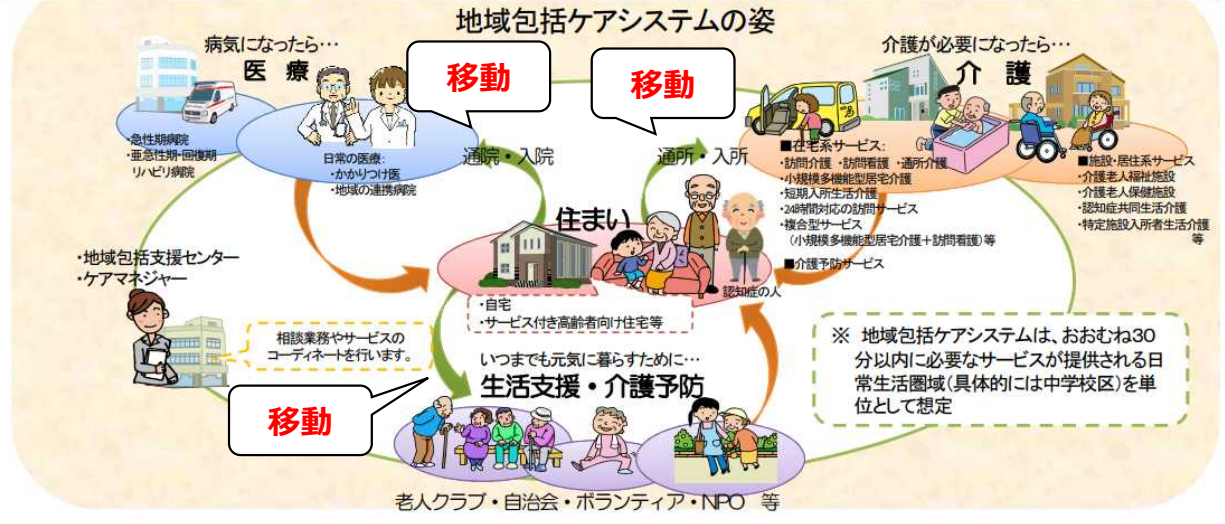 地域包括ケアシステムの姿
病気になったら…
医 療
移動
移動
介護が必要になったら…
介 護
・急性期病院
・亜急性期・回復期
リハビリ病院
日常の医療:
・かかりつけ医
・地域の連携病院
通院・入院
通所・入所
■在宅系サービス:
・訪問介護 ・訪問看護 ・通所介護
・小規模多機能型居宅介護
・短期入所生活介護
・24時間対応の訪問サービス
・複合型サービス
(小規模多機能型居宅介護+訪問看護)等
■介護予防サービス
■施設・居住系サービス
・介護老人福祉施設
・介護老人保健施設
・認知症共同生活介護
・特定施設入所者生活介護
等
住まい
認知症の人
・自宅
・サービス付き高齢者向け住宅等
・地域包括支援センター
・ケアマネジャー
相談業務やサービスの
コーディネートを行います。
移動
いつまでも元気に暮らすために…
生活支援・介護予防
老人クラブ・自治会・ボランティア・NPO 等
※ 地域包括ケアシステムは、おおむね30
分以内に必要なサービスが提供される日
常生活圏域(具体的には中学校区)を単
位として想定